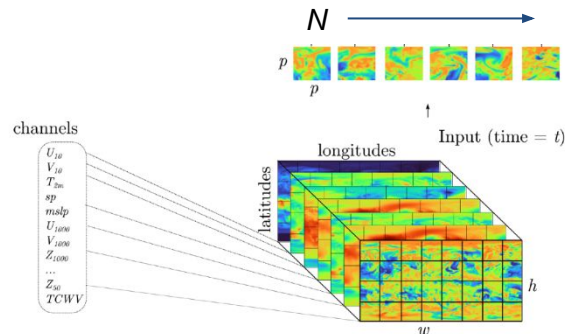 N
p
p
channels
Input (time = t)
longitudes
latitudes
U10
V10
T2m
sp
mslp
U1000
V1000
Z1000
...
Z50
TCWV
h
w